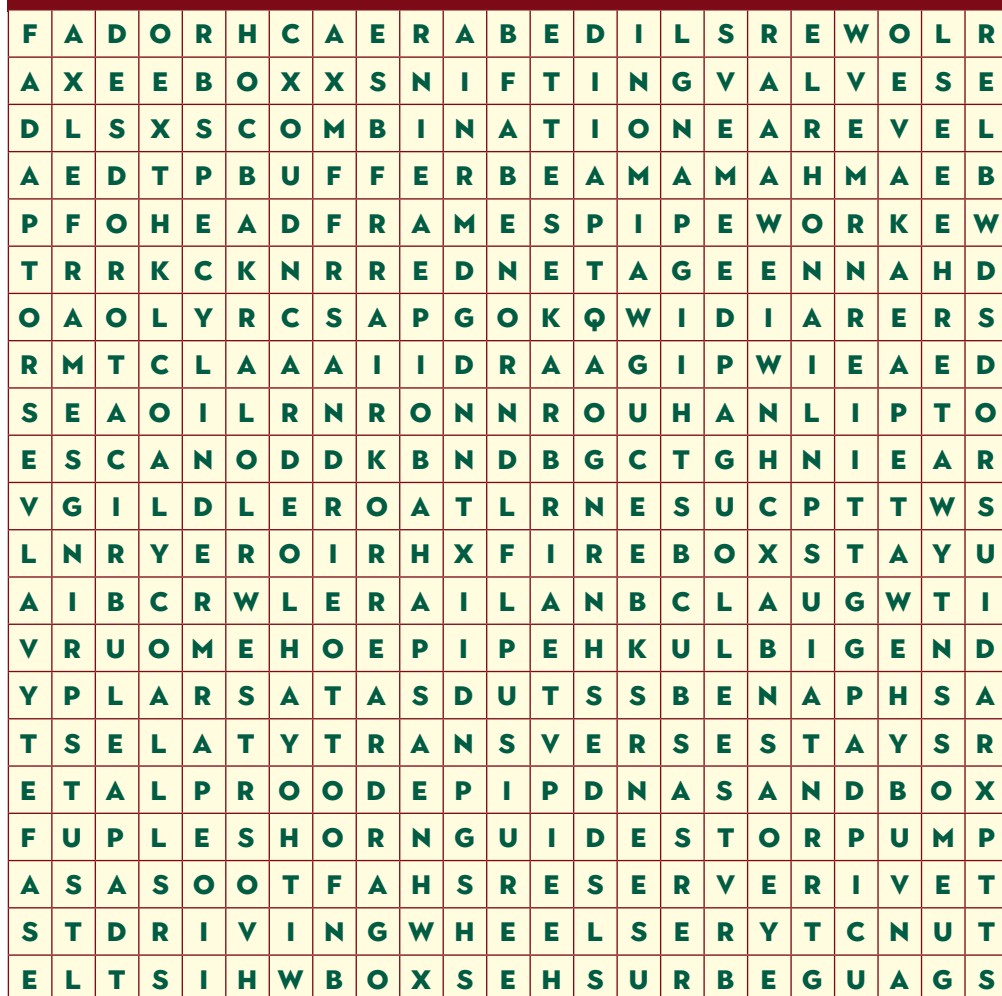 F A D O R H C A E R A B E D I L S R E W O L R
A X E E B O X X S N I F T I N G V A L V E S E
D L S X S C O M B I N A T I O N E A R E V E L
A E D T P B U F F E R B E A M A M A H M A E B
P F O H E A D F R A M E S P I P E W O R K E W
T R R K C K N R R E D N E T A G E E N N A H D
O A O L Y R C S A P G O K Q W I D I A R E R S
R M T C L A A A I I D R A A G I P W I E A E D
S E A O I L R N R O N N R O U H A N L I P T O
E S C A N O D D K B N D B G C T G H N I E A R
V G I L D L E R O A T L R N E S U C P T T W S
L N R Y E R O I R H X F I R E B O X S T A Y U
A I B C R W L E R A I L A N B C L A U G W T I
V R U O M E H O E P I P E H K U L B I G E N D
Y P L A R S A T A S D U T S S B E N A P H S A
T S E L A T Y T R A N S V E R S E S T A Y S R
E T A L P R O O D E P I P D N A S A N D B O X
F U P L E S H O R N G U I D E S T O R P U M P
A S A S O O T F A H S R E S E R V E R I V E T
S T D R I V I N G W H E E L S E R Y T C N U T
E L T S I H W B O X S E H S U R B E G U A G S